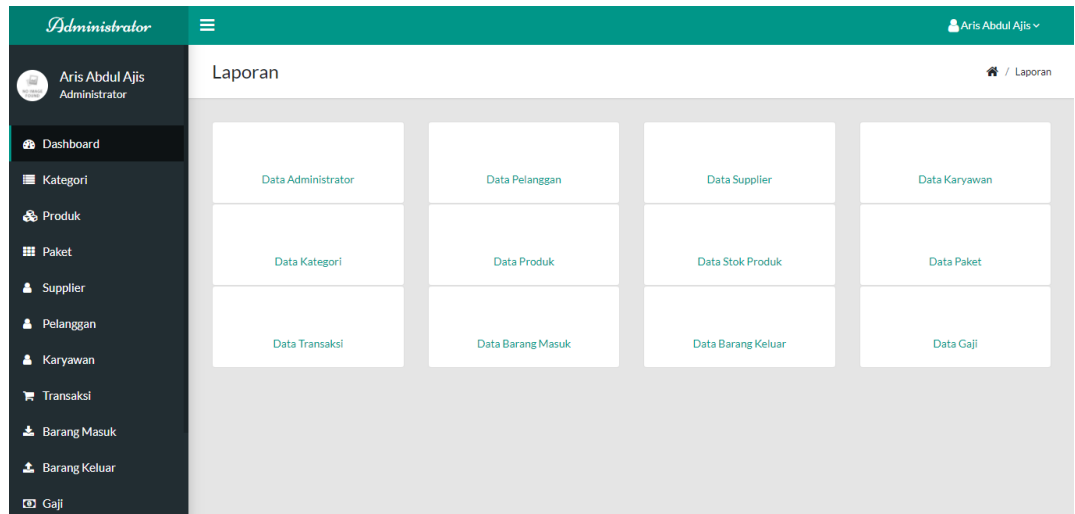 Administrator
Aris Abdul Ajis
Aris Abdul Ajis
Administrator
Laporan
/ Laporan
Dashboard
Kategori
Produk
Paket
Supplier
Pelanggan
Karyawan
Transaksi
Barang Masuk
Barang Keluar
Gaji
Data Administrator
Data Pelanggan
Data Supplier
Data Karyawan
Data Kategori
Data Produk
Data Stok Produk
Data Paket
Data Transaksi
Data Barang Masuk
Data Barang Keluar
Data Gaji